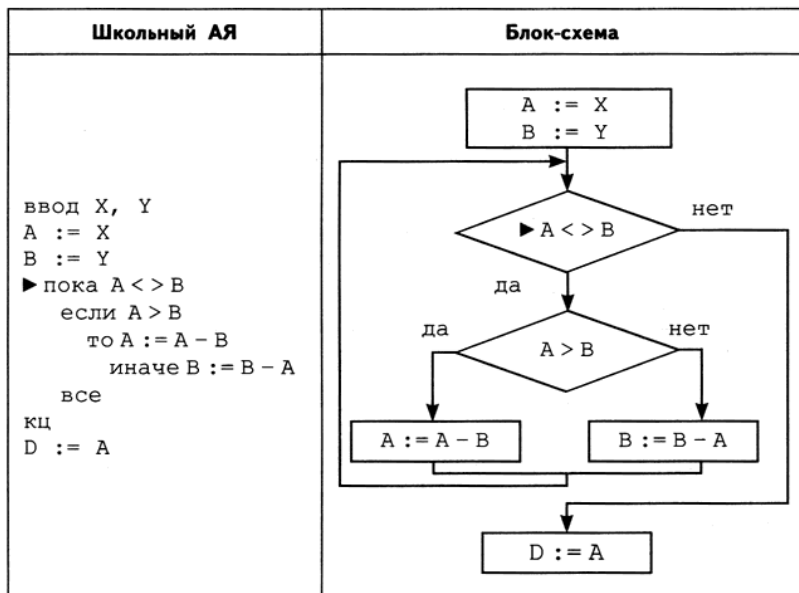 Школьный АЯ
Блок-схема
ввод X, Y
A := X
B := Y
►пока A<>B
если A>B
то A:=A−B
иначе B:=B−A
все
кц
D := A
A := X
B := Y
►A<>B
нет
да
A>B
да
нет
A:=A−B
B:=B−A
D:=A